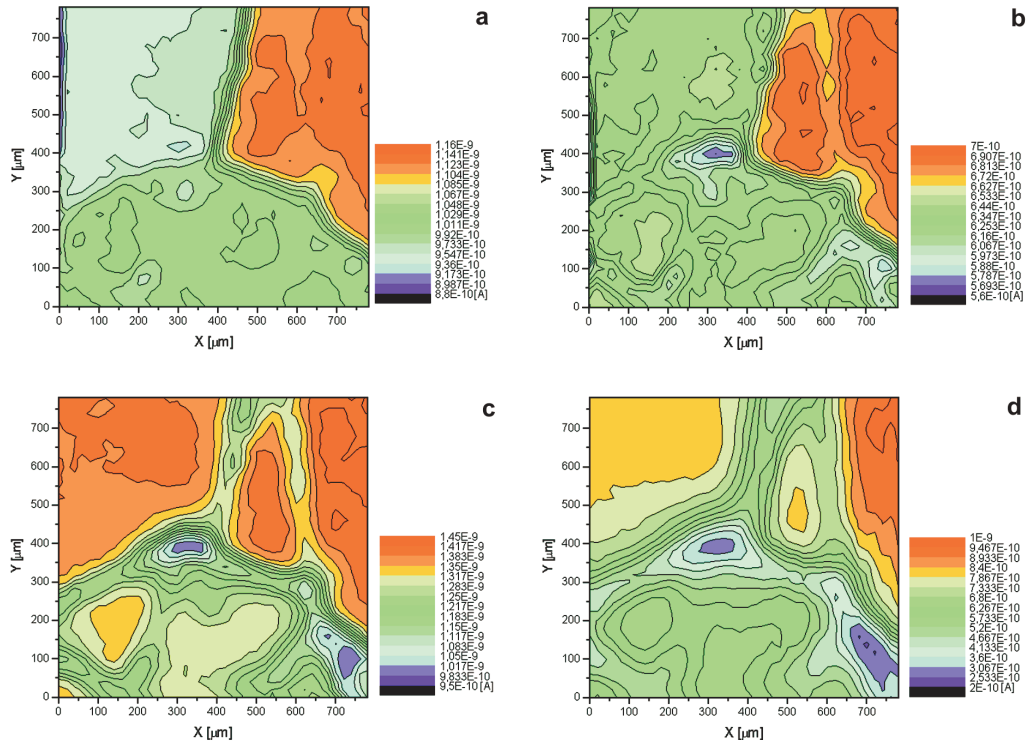 a
700
600
500
400
300
200
100
0
Y [µm]
0 100 200 300 400 500 600 700
X [µm]
1,16E-9
1,141E-9
1,123E-9
1,104E-9
1,085E-9
1,067E-9
1,048E-9
1,029E-9
1,011E-9
9,92E-10
9,733E-10
9,547E-10
9,36E-10
9,173E-10
8,987E-10
8,8E-10[A]
b
700
600
500
400
300
200
100
0
Y [µm]
0 100 200 300 400 500 600 700
X [µm]
7E-10
6,907E-10
6,813E-10
6,72E-10
6,627E-10
6,533E-10
6,44E-10
6,347E-10
6,253E-10
6,16E-10
6,067E-10
5,973E-10
5,88E-10
5,787E-10
5,693E-10
5,6E-10[A]
c
700
600
500
400
300
200
100
0
Y [µm]
0 100 200 300 400 500 600 700
X [µm]
1,45E-9
1,417E-9
1,383E-9
1,35E-9
1,317E-9
1,283E-9
1,25E-9
1,217E-9
1,183E-9
1,15E-9
1,117E-9
1,083E-9
1,05E-9
1,017E-9
9,833E-10
9,5E-10[A]
d
700
600
500
400
300
200
100
0
Y [µm]
0 100 200 300 400 500 600 700
X [µm]
1E-9
9,467E-10
8,933E-10
8,4E-10
7,867E-10
7,333E-10
6,8E-10
6,267E-10
5,733E-10
5,2E-10
4,667E-10
4,133E-10
3,6E-10
3,067E-10
2,533E-10
2E-10[A]